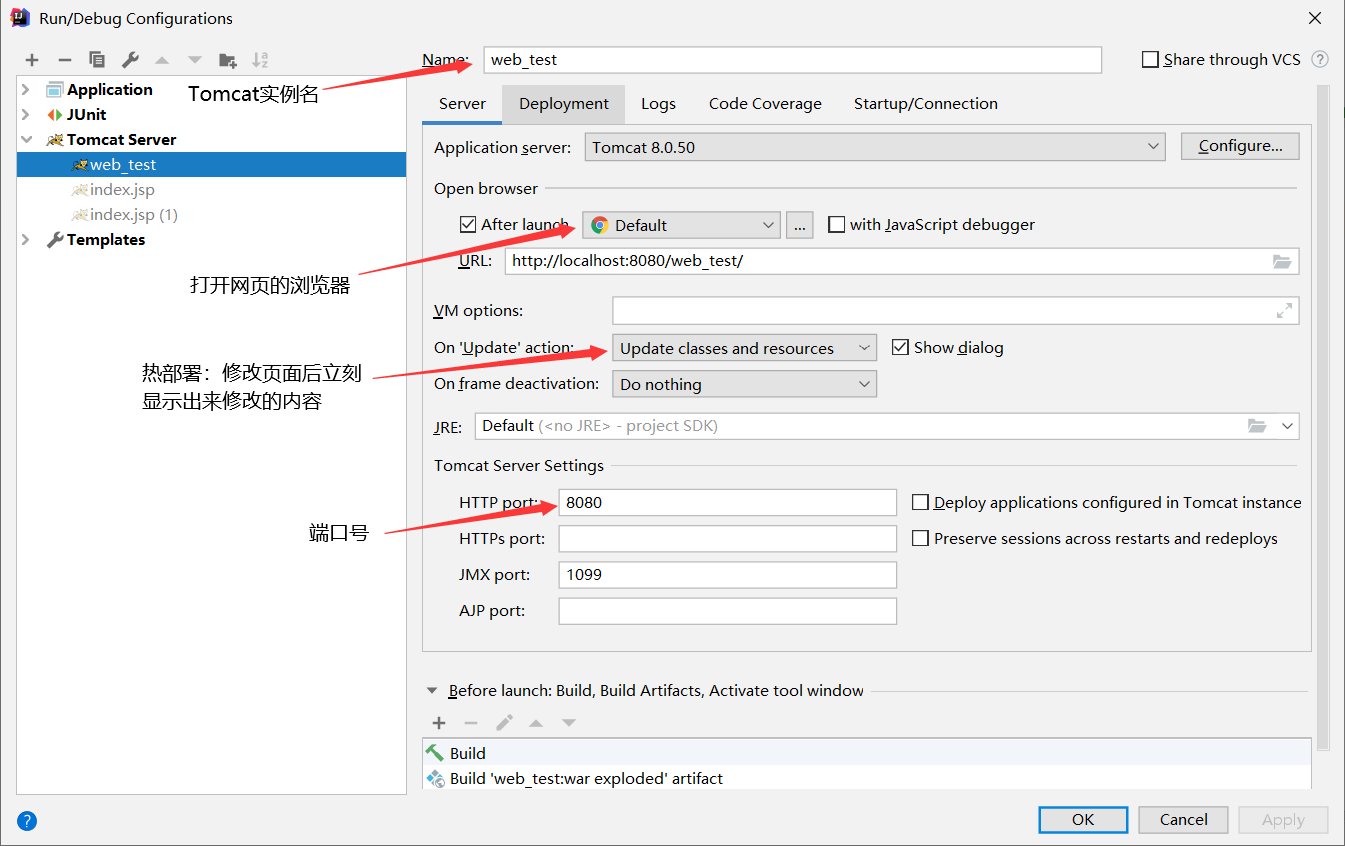 Run/Debug Configurations
Name: web_test
Share through VCS
Application
JUnit
Tomcat Server
web_test
index.jsp
index.jsp (1)
Templates
Tomcat实例名
Server Deployment Logs Code Coverage Startup/Connection
Application server: Tomcat 8.0.50 Configure...
Open browser
After launch Default ... with JavaScript debugger
URL: http://localhost:8080/web_test/
打开网页的浏览器
VM options:
On 'Update' action: Update classes and resources Show dialog
热部署：修改页面后立刻
显示出来修改的内容
On frame deactivation: Do nothing
JRE: Default (<no JRE> - project SDK)
Tomcat Server Settings
HTTP port: 8080 Deploy applications configured in Tomcat instance
端口号
HTTPs port: Preserve sessions across restarts and redeploys
JMX port: 1099
AJP port:
Before launch: Build, Build Artifacts, Activate tool window
Build
Build 'web_test:war exploded' artifact
OK Cancel Apply